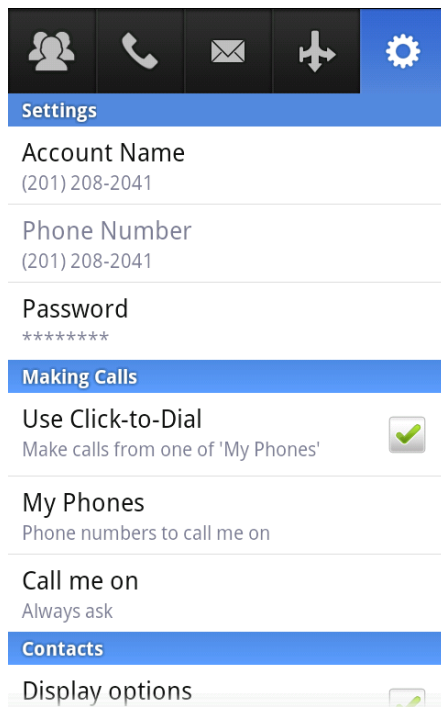 Settings
Account Name
(201) 208-2041
Phone Number
(201) 208-2041
Password
********
Making Calls
Use Click-to-Dial
Make calls from one of 'My Phones'
My Phones
Phone numbers to call me on
Call me on
Always ask
Contacts
Display options